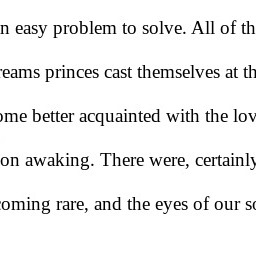 n easy problem to solve. All of th
reams princes cast themselves at th
ome better acquainted with the lov
on awaking. There were, certainly
coming rare, and the eyes of our so